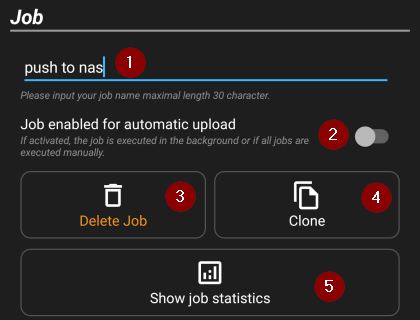 Job
push to nas 1
Please input your job name maximal length 30 character.
Job enabled for automatic upload
If activated, the job is executed in the background or if all jobs are
executed manually.
2
3
Delete Job
4
Clone
Show job statistics
5